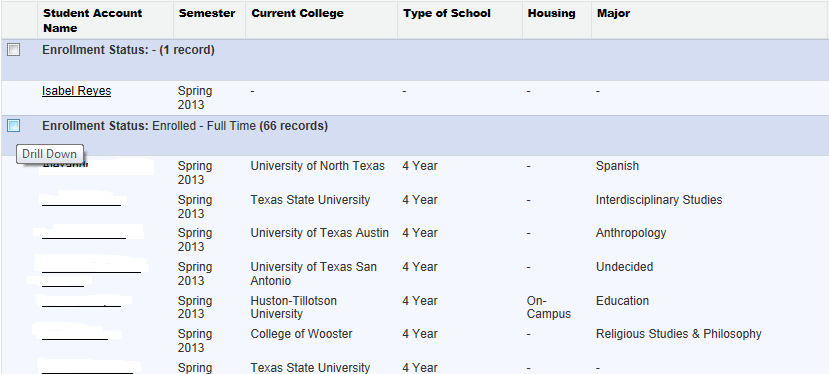 Student Account Name Semester Current College Type of School Housing Major
Enrollment Status: - (1 record)
Isabel Reyes Spring 2013 - - - -
Enrollment Status: Enrolled - Full Time (66 records)
Drill Down
Spring 2013 University of North Texas 4 Year - Spanish
Spring 2013 Texas State University 4 Year - Interdisciplinary Studies
Spring 2013 University of Texas Austin 4 Year - Anthropology
Spring 2013 University of Texas San Antonio 4 Year - Undecided
Spring 2013 Huston-Tillotson University 4 Year On-Campus Education
Spring 2013 College of Wooster 4 Year - Religious Studies & Philosophy
Spring 2013 Texas State University 4 Year - -